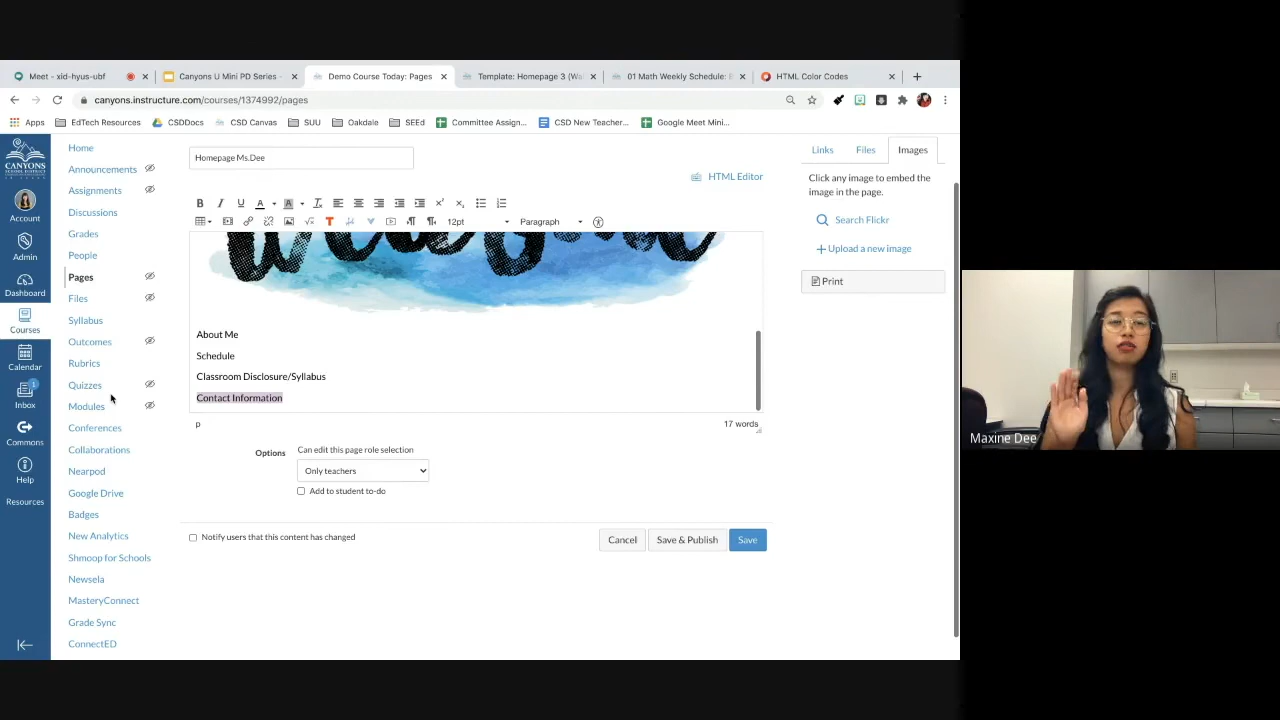 Meet - xid-hyus-ubf
Canyons U Mini PD Series -
Demo Course Today: Pages
Template: Homepage 3 (Wa
01 Math Weekly Schedule:
HTML Color Codes
canyons.instructure.com/courses/1374992/pages
Apps
EdTech Resources
CSDDocs
CSD Canvas
SUU
Oakdale
SEEd
Committee Assign...
CSD New Teacher...
Google Meet Mini...
CANYONS
Account
Admin
Dashboard
Courses
Calendar
1
Inbox
Commons
Help
Resources
Home
Announcements
Assignments
Discussions
Grades
People
Pages
Files
Syllabus
Outcomes
Rubrics
Quizzes
Modules
Conferences
Collaborations
Nearpod
Google Drive
Badges
New Analytics
Shmoop for Schools
Newsela
MasteryConnect
Grade Sync
ConnectED
Homepage Ms.Dee
HTML Editor
12pt
Paragraph
About Me
Schedule
Classroom Disclosure/Syllabus
Contact Information
p
17 words
Options
Can edit this page role selection
Only teachers
Add to student to-do
Notify users that this content has changed
Cancel
Save & Publish
Save
Links
Files
Images
Click any image to embed the
image in the page.
Search Flickr
Upload a new image
Print
Maxine Dee